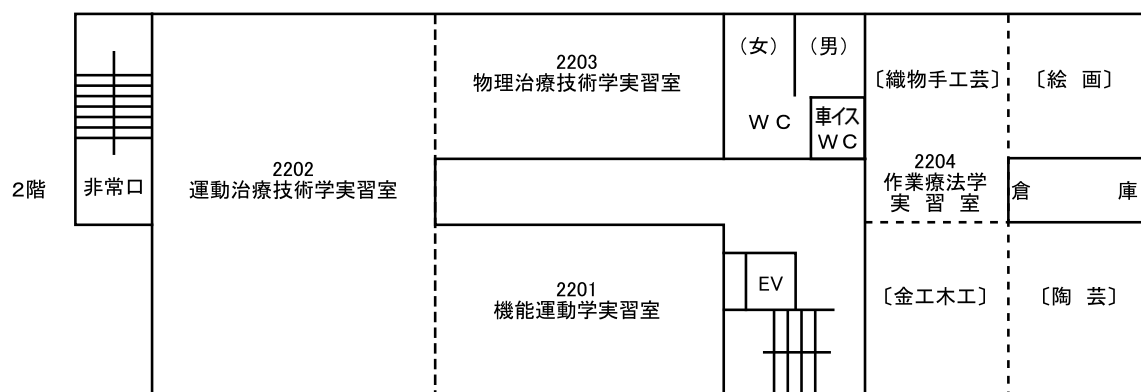 2階
非常口
2202
運動治療技術学実習室
2203
物理治療技術学実習室
（女）
（男）
ＷＣ
車イス
ＷＣ
〔織物手工芸〕
〔絵　画〕
2204
作業療法学
実　習　室
倉　　　庫
2201
機能運動学実習室
EV
〔金工木工〕
〔陶　芸〕